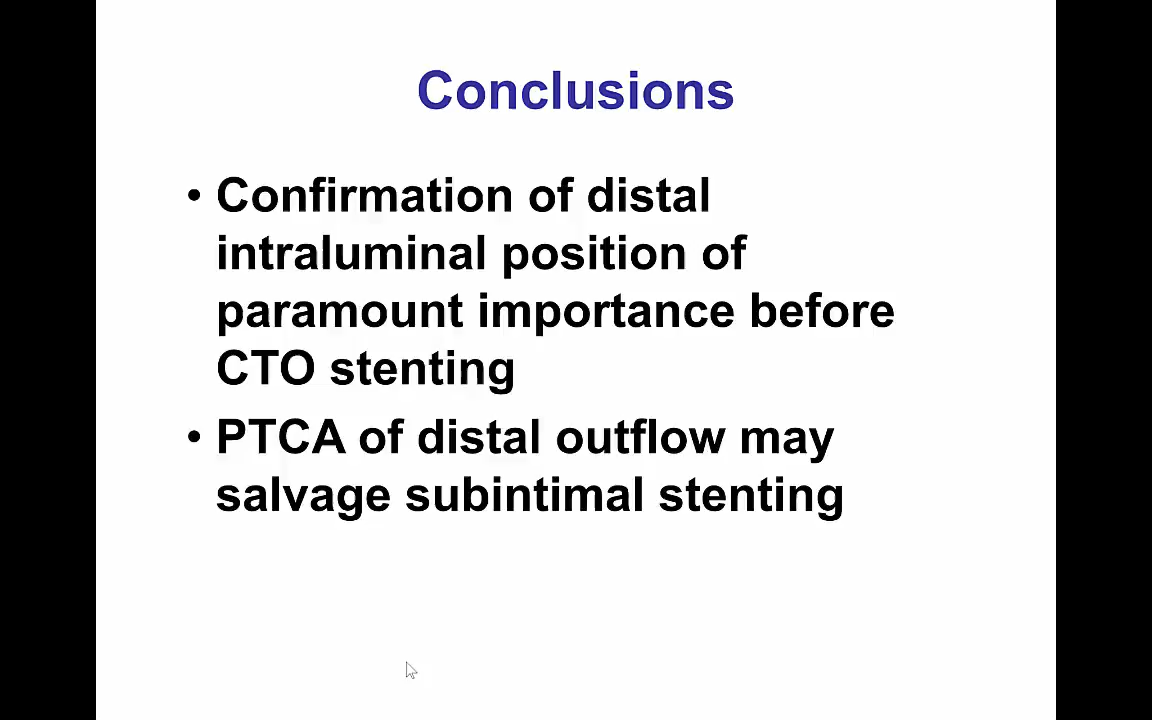 Conclusions
• Confirmation of distal
intraluminal position of
paramount importance before
CTO stenting
• PTCA of distal outflow may
salvage subintimal stenting